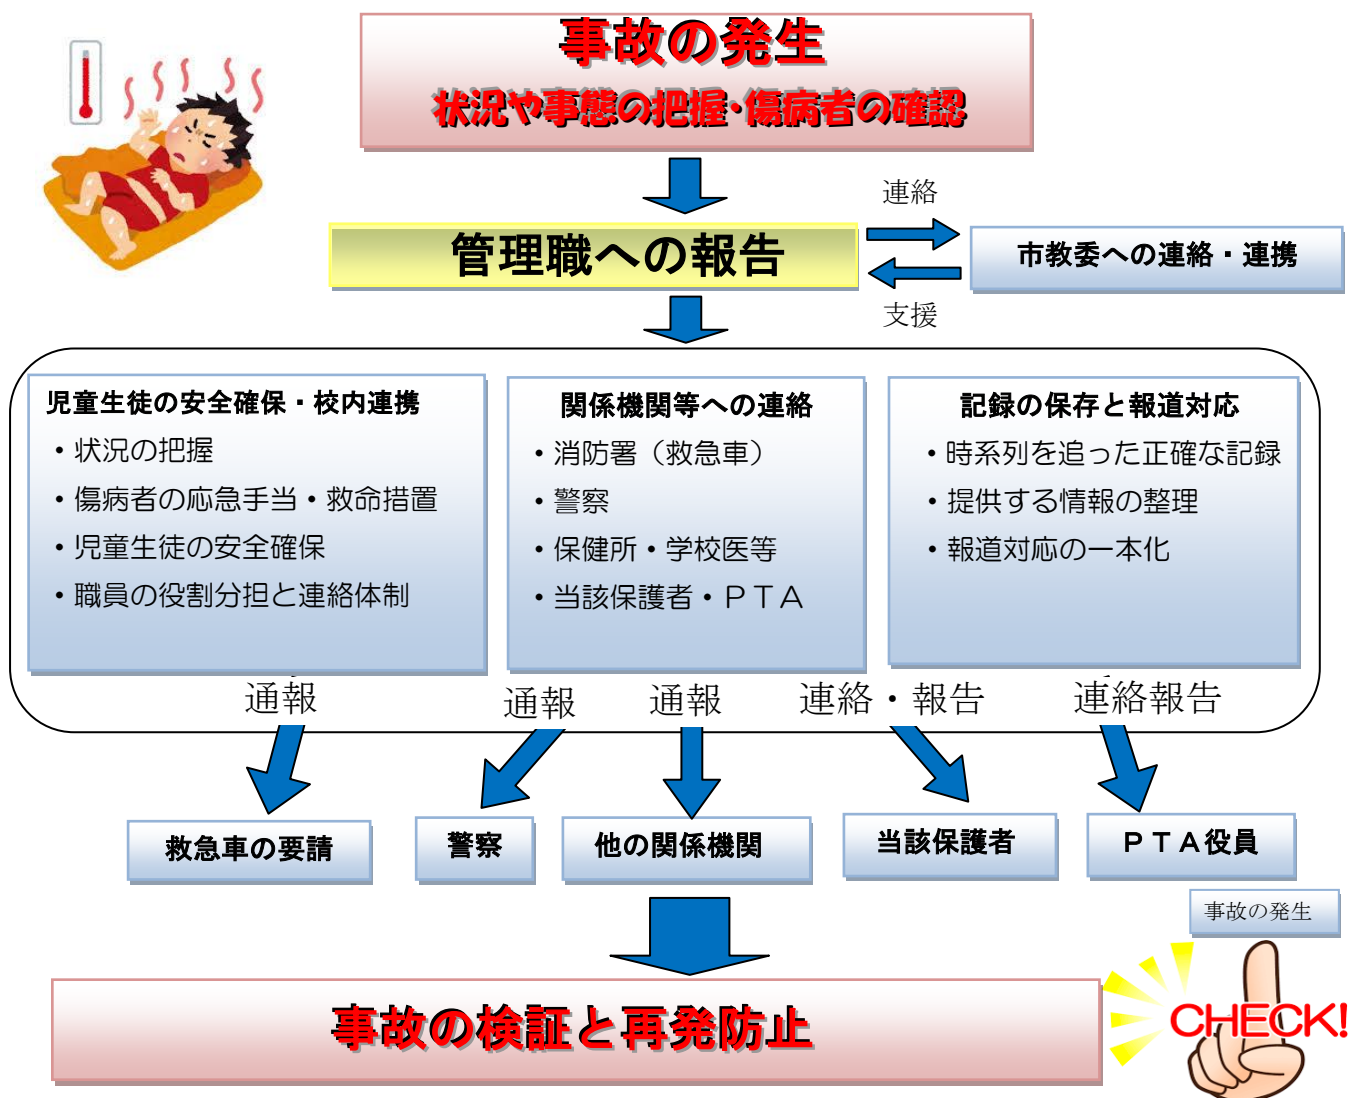 事故の発生
状況や事態の把握・傷病者の確認
連絡
管理職への報告
市教委への連絡・連携
支援
児童生徒の安全確保・校内連携
・状況の把握
・傷病者の応急手当・救命措置
・児童生徒の安全確保
・職員の役割分担と連絡体制
関係機関等への連絡
・消防署（救急車）
・警察
・保健所・学校医等
・当該保護者・ＰＴＡ
記録の保存と報道対応
・時系列を追った正確な記録
・提供する情報の整理
・報道対応の一本化
通報
通報
通報
連絡・報告
連絡報告
救急車の要請
警察
他の関係機関
当該保護者
ＰＴＡ役員
事故の発生
CHECK!
事故の検証と再発防止